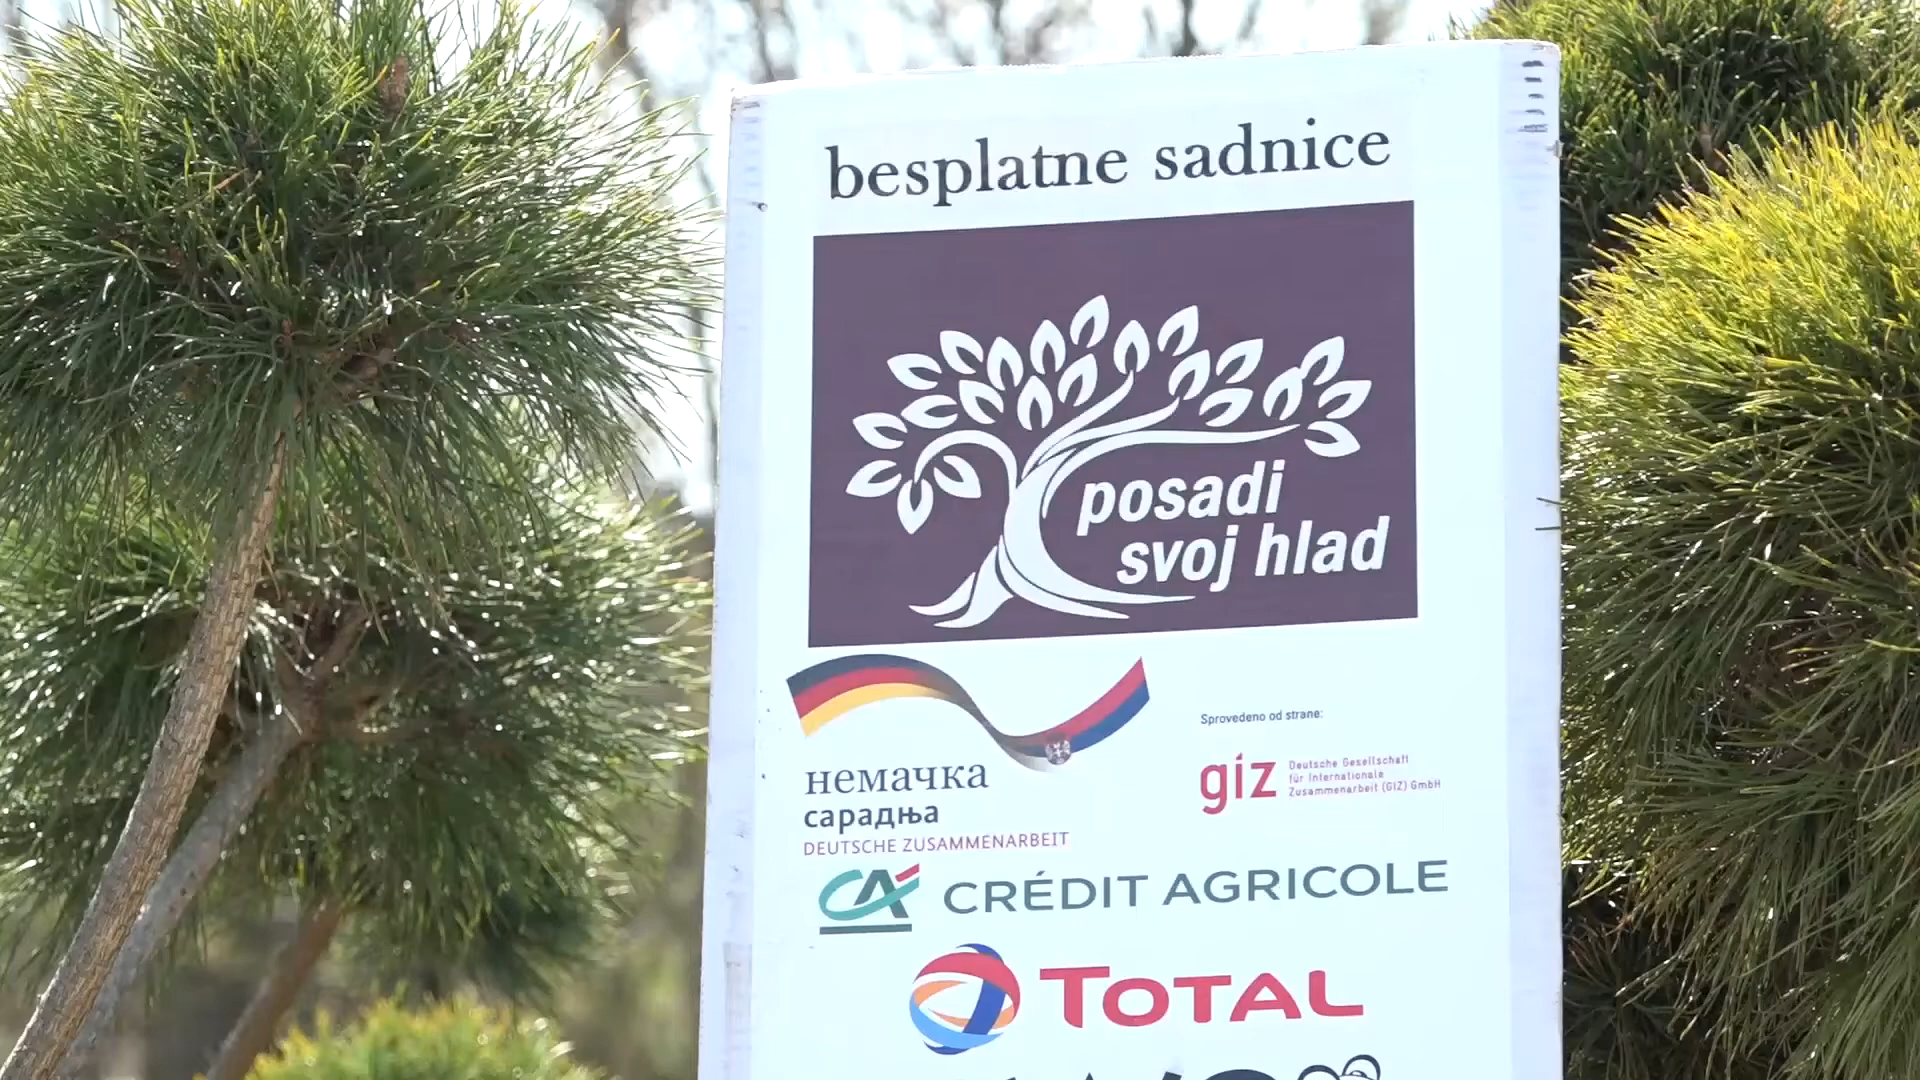 besplatne sadnice
posadi
svoj hlad
Sprovedeno od strane:
немачка
сарадња
DEUTSCHE ZUSAMMENARBEIT
giz
Deutsche Gesellschaft
für Internationale
Zusammenarbeit (GIZ) GmbH
CA CRÉDIT AGRICOLE
TOTAL